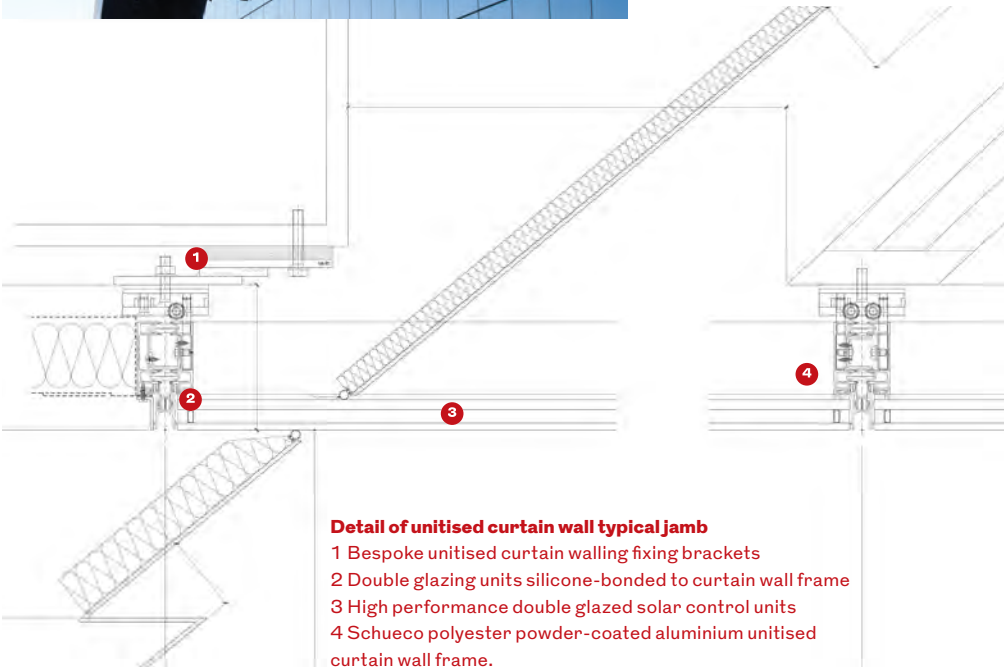 1
2
3
4
Detail of unitised curtain wall typical jamb
1 Bespoke unitised curtain walling fixing brackets
2 Double glazing units silicone-bonded to curtain wall frame
3 High performance double glazed solar control units
4 Schueco polyester powder-coated aluminium unitised
curtain wall frame.